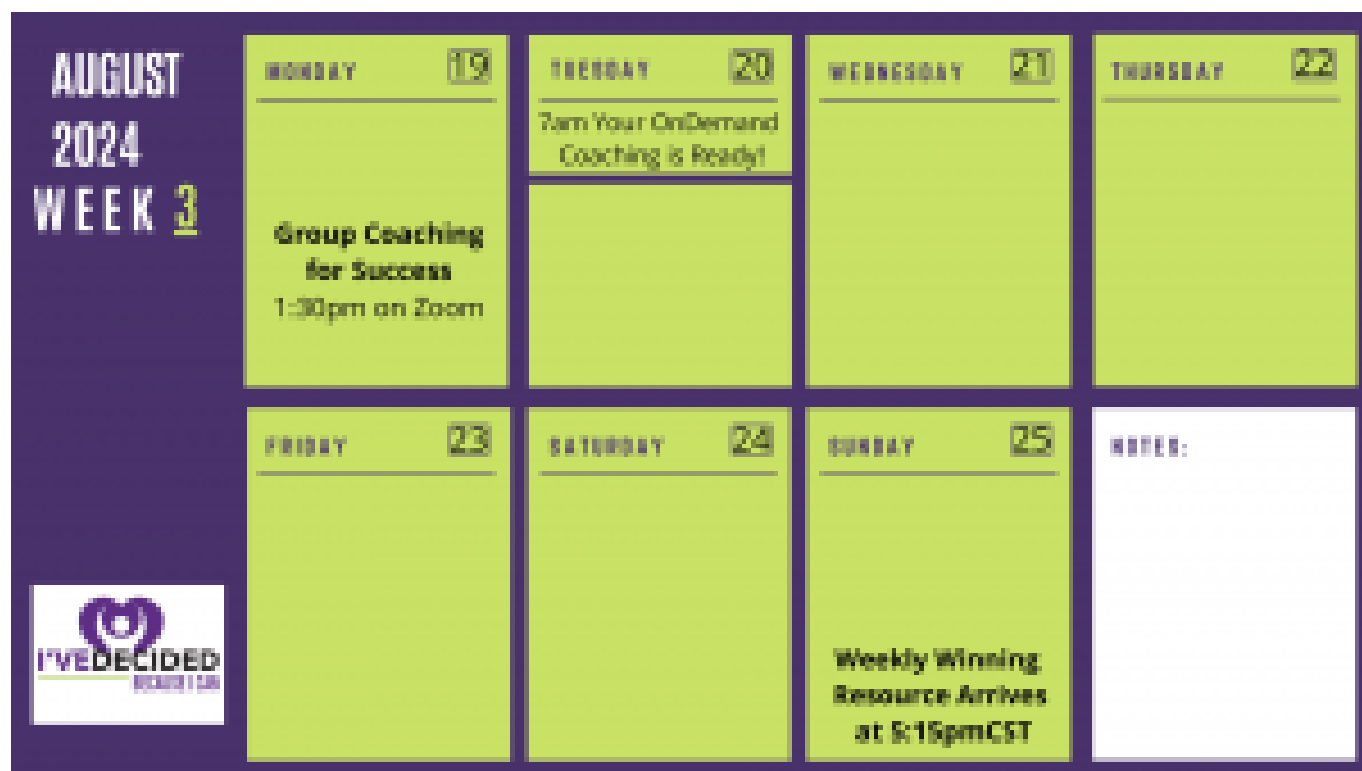 AUGUST
2024
WEEK 3
MONDAY 19
Group Coaching
for Success
1:30pm on Zoom
TUESDAY 20
7am Your OnDemand
Coaching is Ready!
WEDNESDAY 21
THURSDAY 22
FRIDAY 23
SATURDAY 24
SUNDAY 25
Weekly Winning
Resource Arrives
at 5:15pmCST
NOTES:
I'VEDECIDED
BECAUSE I CAN